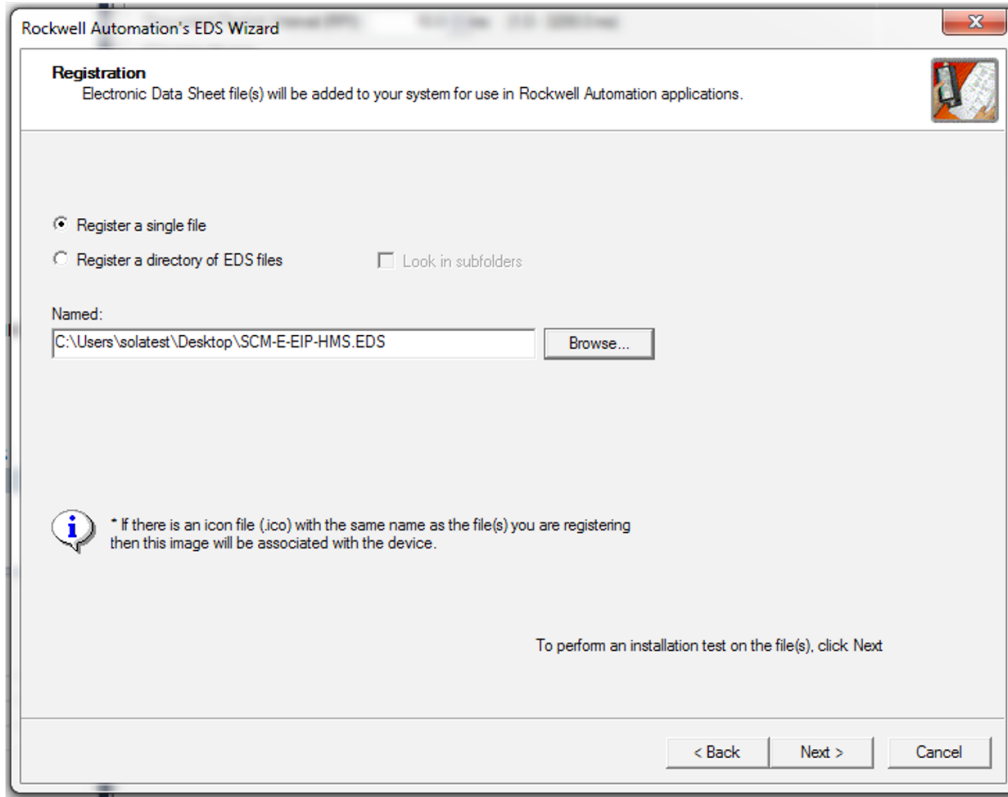 Rockwell Automation's EDS Wizard
Registration
Electronic Data Sheet file(s) will be added to your system for use in Rockwell Automation applications.
Register a single file
Register a directory of EDS files
Look in subfolders
Named:
C:\Users\solatest\Desktop\SCM-E-EIP-HMS.EDS
Browse...
i
* If there is an icon file (.ico) with the same name as the file(s) you are registering
then this image will be associated with the device.
To perform an installation test on the file(s), click Next
< Back
Next >
Cancel